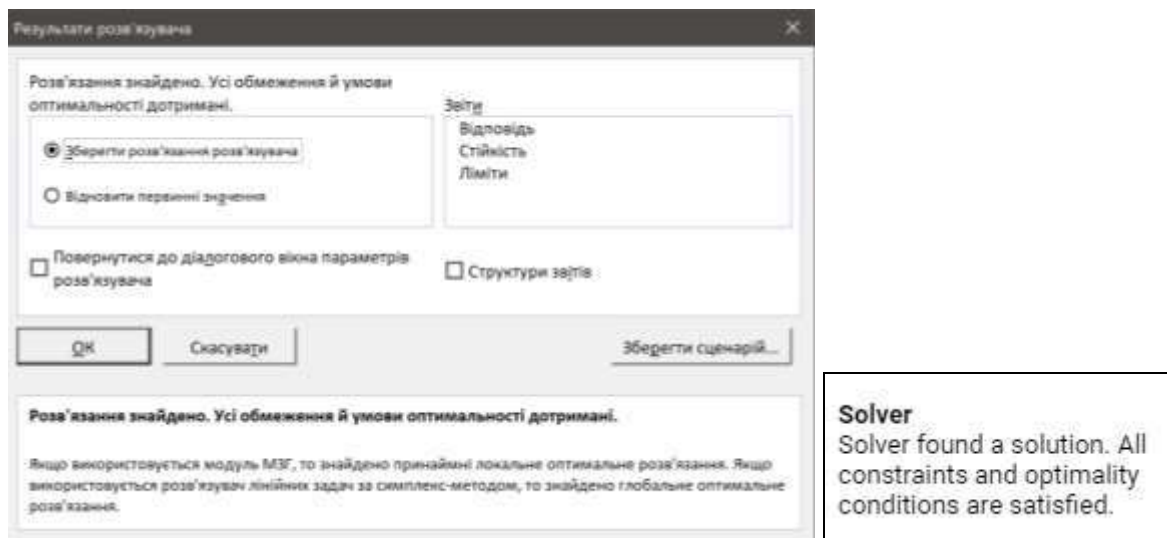 Результати розв'язувача
Розв'язання знайдено. Усі обмеження й умови
оптимальності дотримані.
Зберегти розв'язання розв'язувача
Відновити первинні значення
Звіти
Відповідь
Стійкість
Ліміти
Повернутися до діалогового вікна параметрів
розв'язувача
Структури звітів
ОК
Скасувати
Зберегти сценарій...
Розв'язання знайдено. Усі обмеження й умови оптимальності дотримані.
Якщо використовується модуль МЗГ, то знайдено принаймні локальне оптимальне розв'язання. Якщо
використовується розв'язувач лінійних задач за симплекс-методом, то знайдено глобальне оптимальне
розв'язання.
Solver
Solver found a solution. All
constraints and optimality
conditions are satisfied.